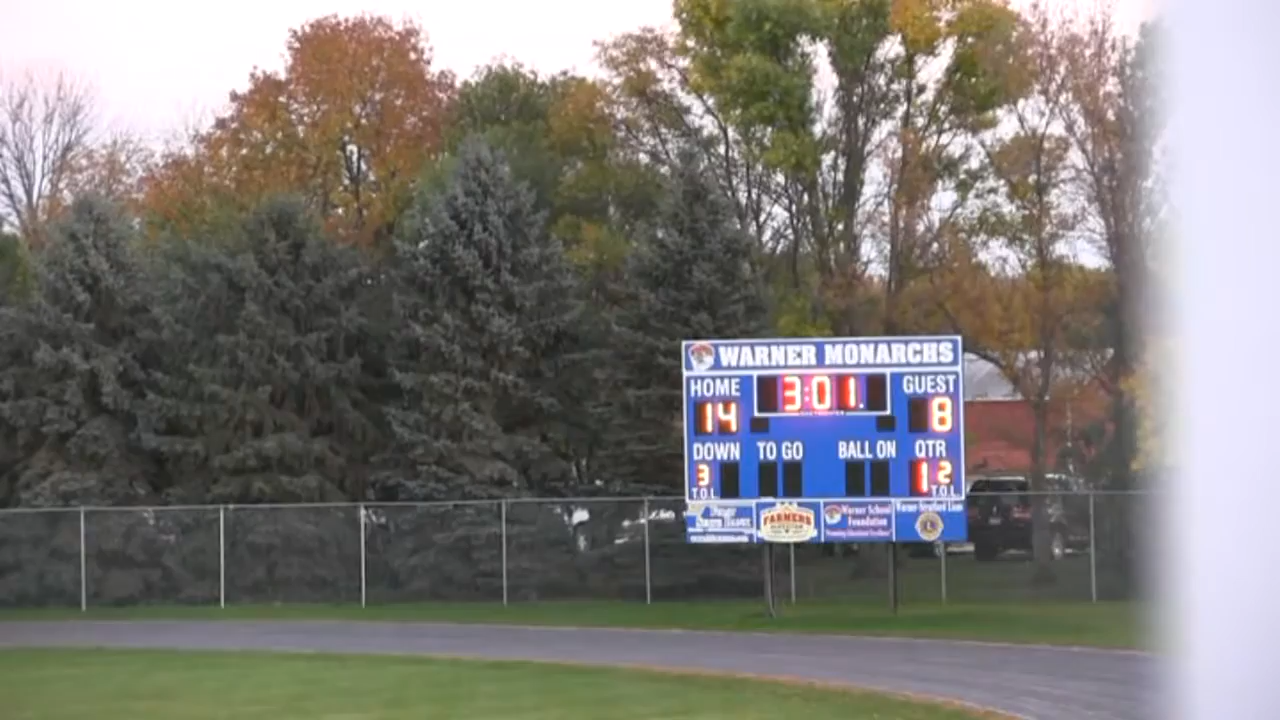 WARNER MONARCHS
HOME 3:01. GUEST
14 8
DOWN TO GO BALL ON QTR
3 1 2
T.O.L. T.O.L.
FARMERS
Warner School
Foundation